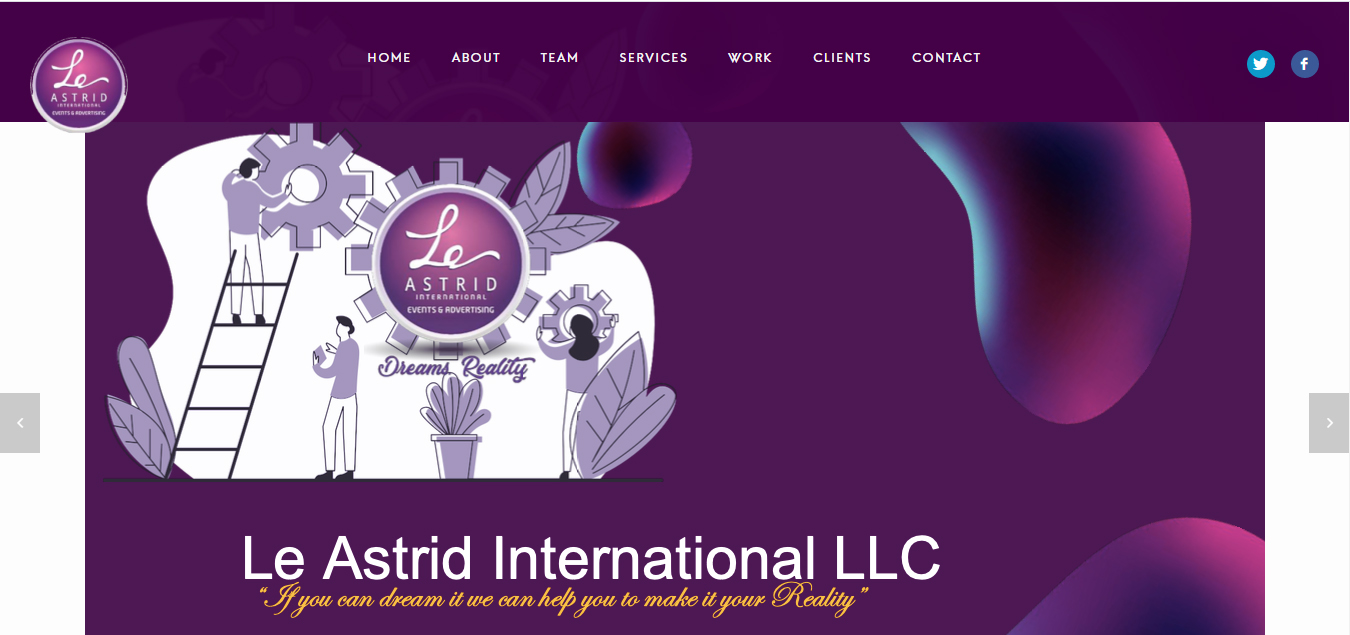 Le
ASTRID
INTERNATIONAL
EVENTS & ADVERTISING
HOME ABOUT TEAM SERVICES WORK CLIENTS CONTACT
Le
ASTRID
INTERNATIONAL
EVENTS & ADVERTISING
Dreams Reality
Le Astrid International LLC
“If you can dream it we can help you to make it your Reality”